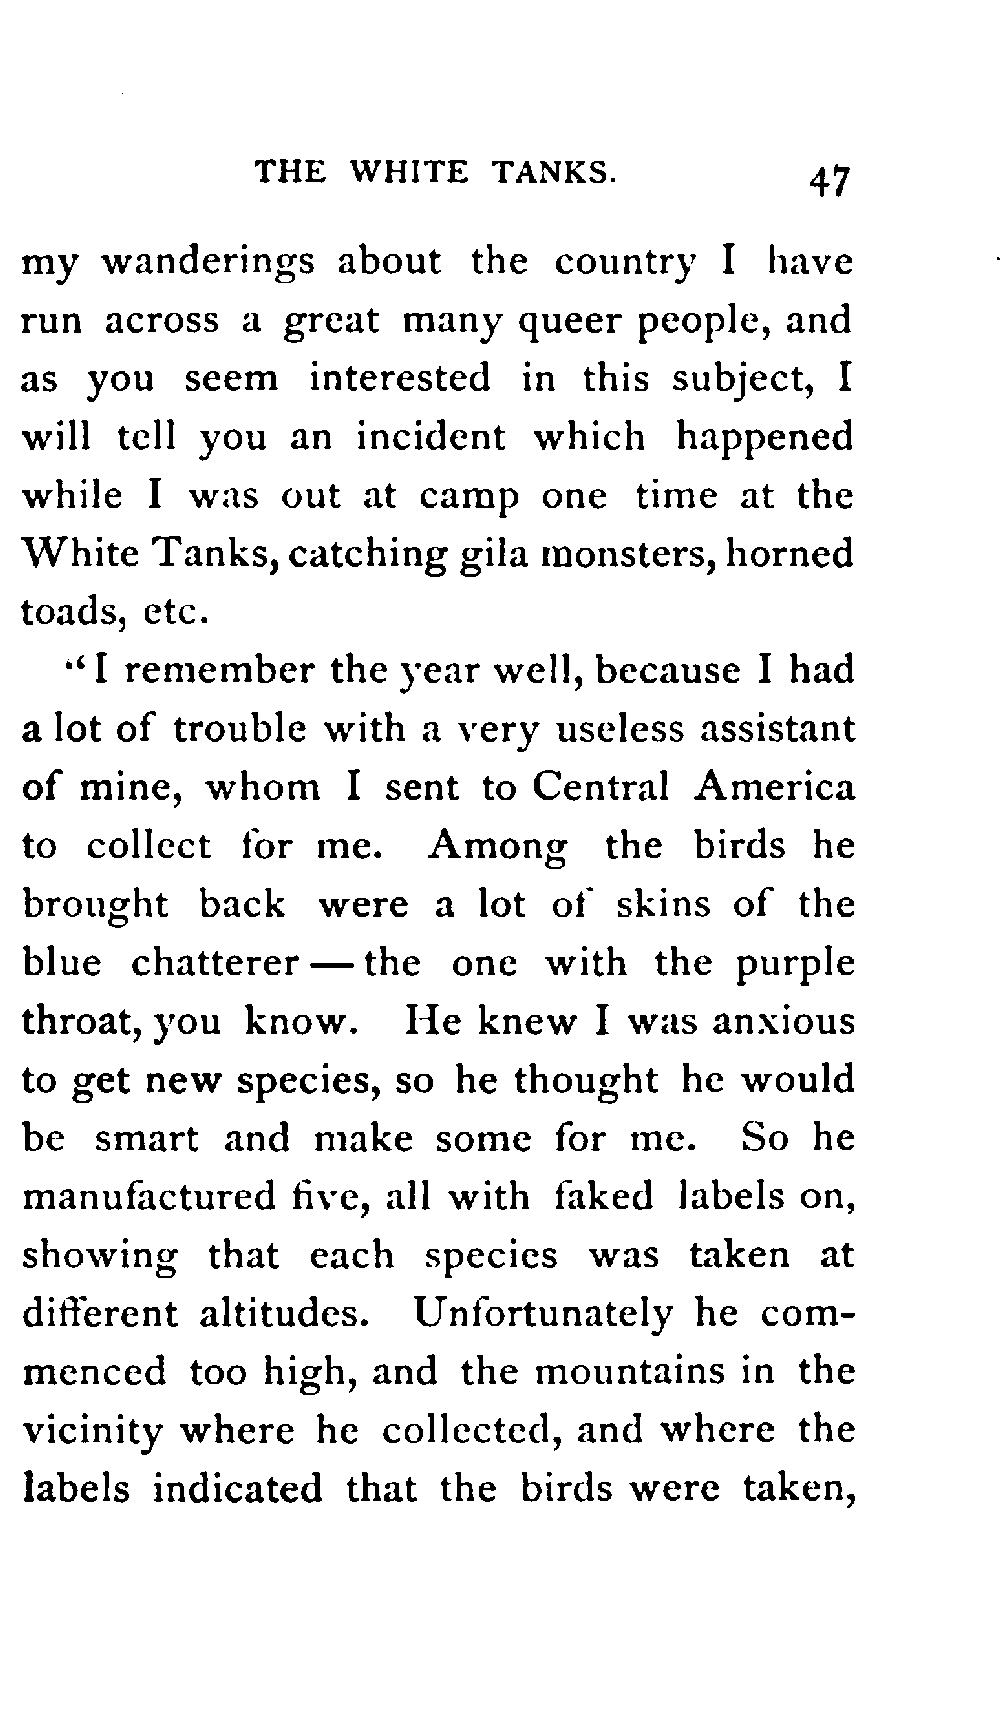 THE WHITE TANKS. 47
my wanderings about the country I have
run across a great many queer people, and
as you seem interested in this subject, I
will tell you an incident which happened
while I was out at camp one time at the
White Tanks, catching gila monsters, horned
toads, etc.
“I remember the year well, because I had
a lot of trouble with a very useless assistant
of mine, whom I sent to Central America
to collect for me. Among the birds he
brought back were a lot of skins of the
blue chatterer — the one with the purple
throat, you know. He knew I was anxious
to get new species, so he thought he would
be smart and make some for me. So he
manufactured five, all with faked labels on,
showing that each species was taken at
different altitudes. Unfortunately he com-
menced too high, and the mountains in the
vicinity where he collected, and where the
labels indicated that the birds were taken,